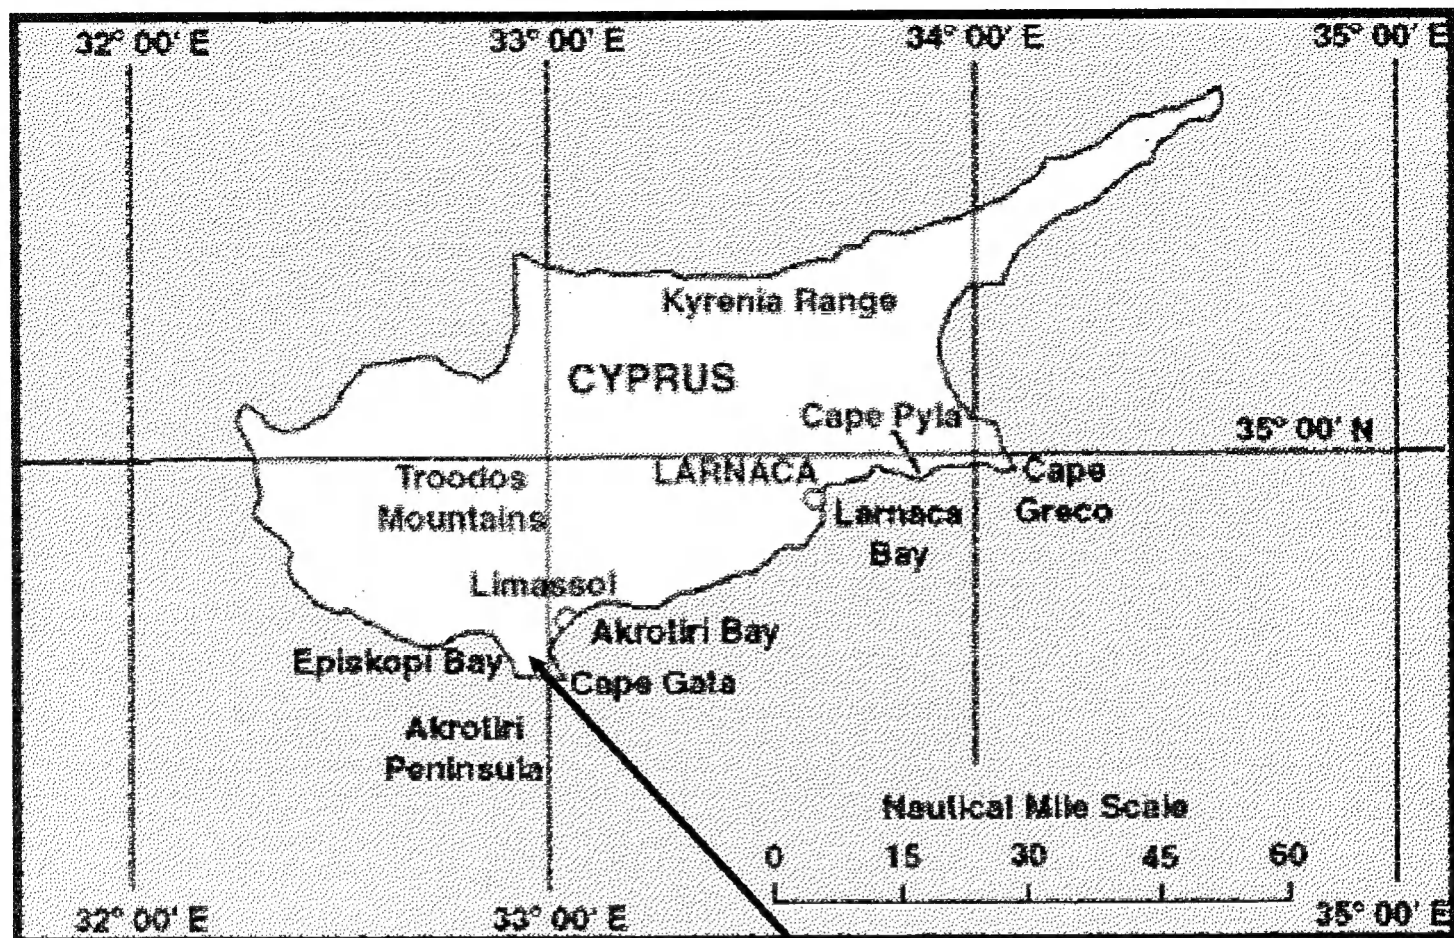 32° 00' E
33° 00' E
34° 00' E
35° 00' E
Kyrenia Range
CYPRUS
Cape Pyla
35° 00' N
Troodos
Mountains
LARNACA
Cape
Greco
Larnaca
Bay
Limassol
Akrotiri Bay
Episkopi Bay
Cape Gata
Akrotiri
Peninsula
Nautical Mile Scale
0 15 30 45 60
32° 00' E
33° 00' E
35° 00' E